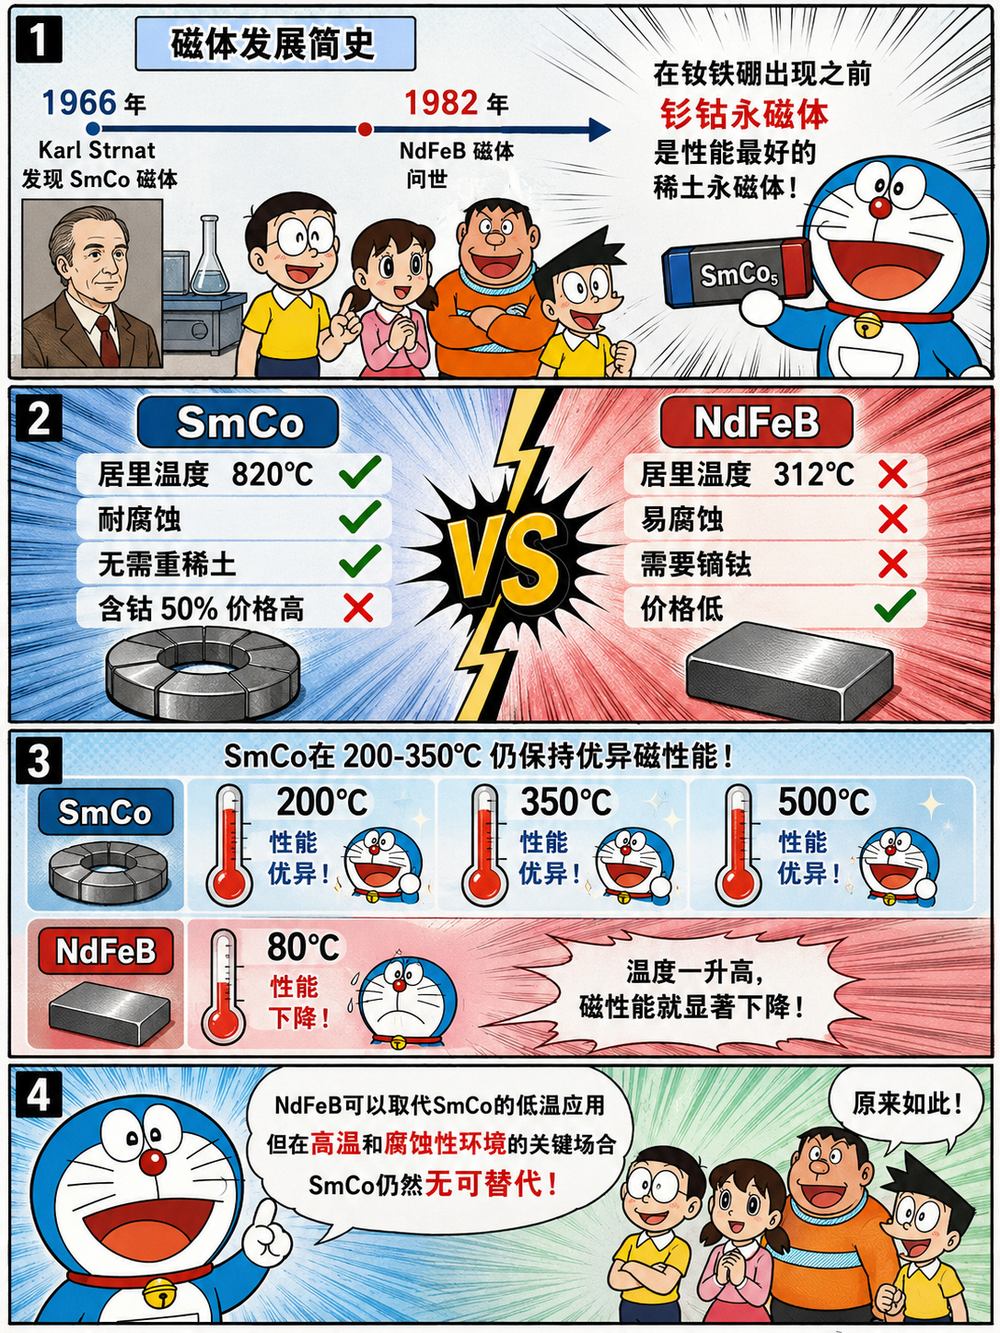 1
磁体发展简史
1966 年
1982 年
Karl Strnat
发现 SmCo 磁体
NdFeB 磁体
问世
在钕铁硼出现之前
钐钴永磁体
是性能最好的
稀土永磁体！
SmCo₅
2
SmCo
居里温度 820℃
耐腐蚀
无需重稀土
含钴 50% 价格高
VS
NdFeB
居里温度 312℃
易腐蚀
需要镝铽
价格低
3
SmCo在 200-350℃ 仍保持优异磁性能！
SmCo
200℃
性能
优异！
350℃
性能
优异！
500℃
性能
优异！
NdFeB
80℃
性能
下降！
温度一升高，
磁性能就显著下降！
4
NdFeB可以取代SmCo的低温应用
但在高温和腐蚀性环境的关键场合
SmCo仍然无可替代！
原来如此！